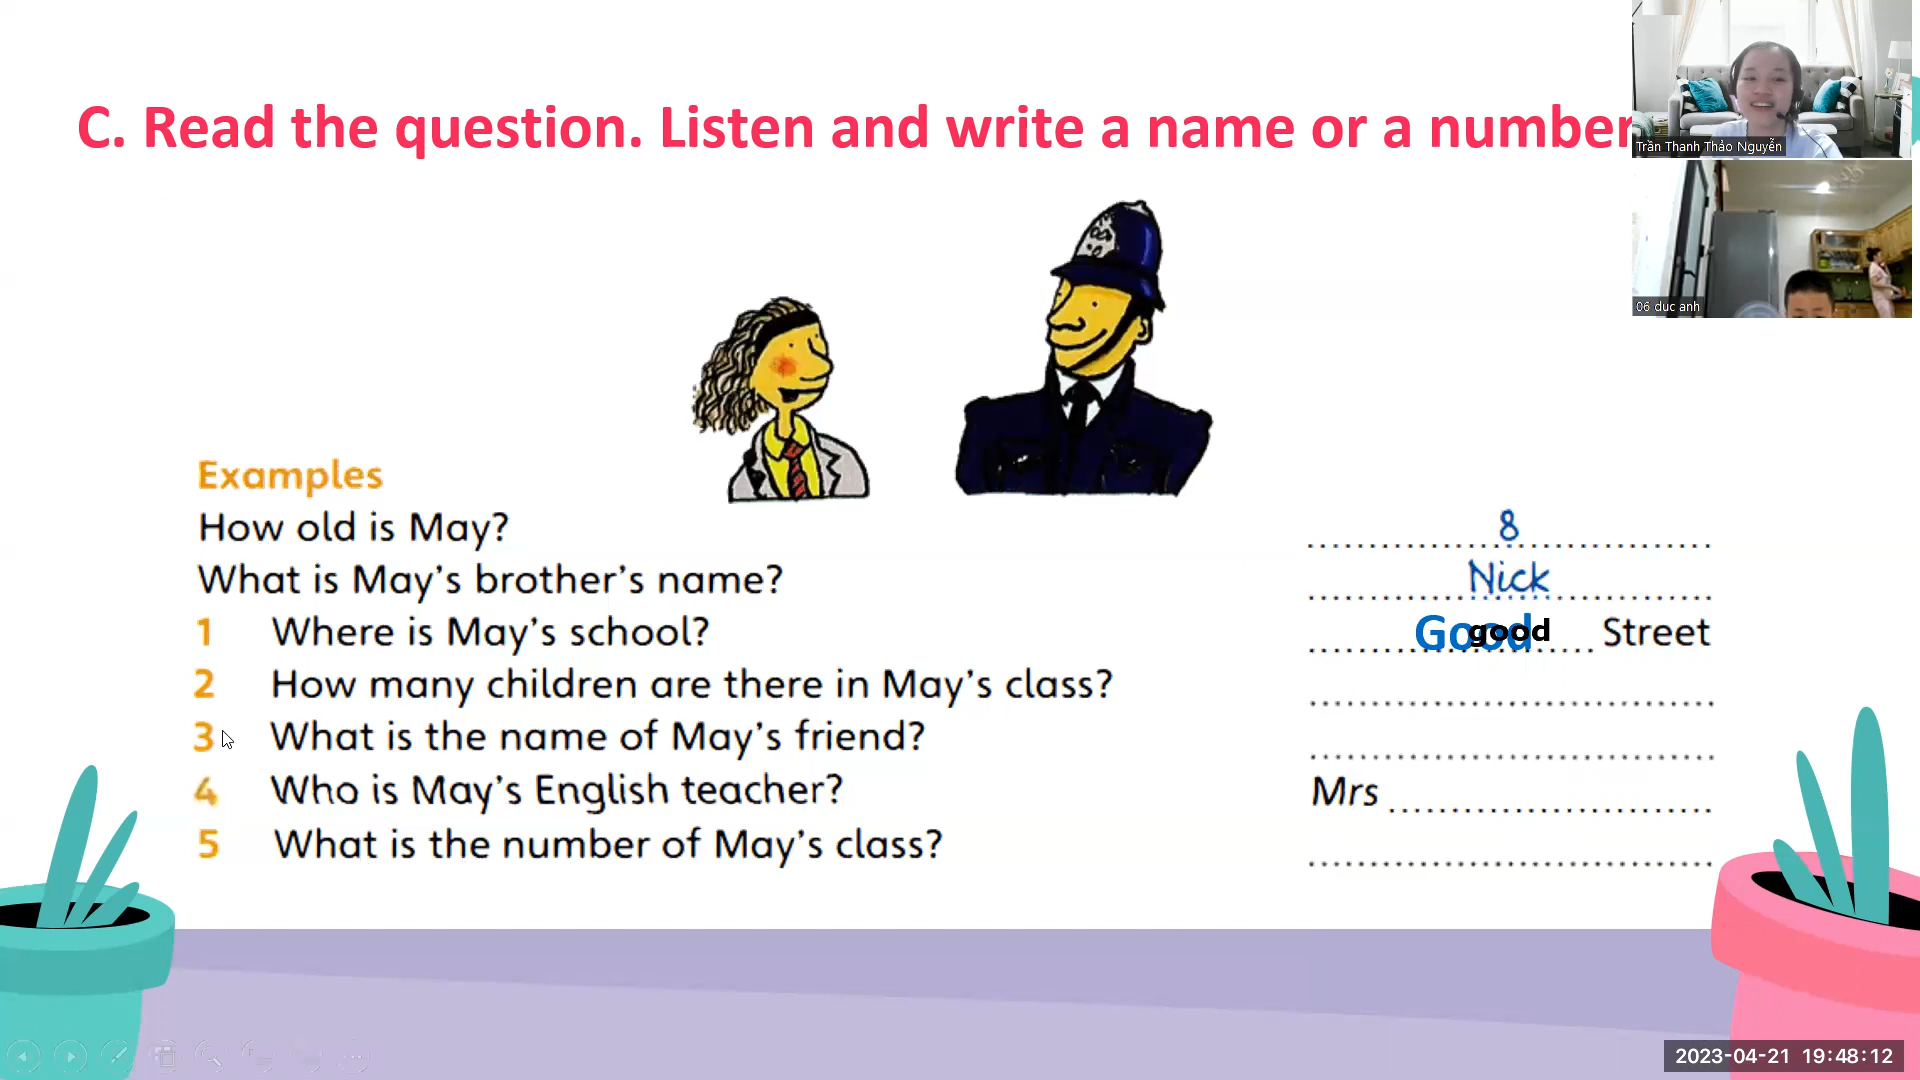 C. Read the question. Listen and write a name or a number
Trần Thanh Thảo Nguyễn
06 duc anh
Examples
How old is May? 8
What is May's brother's name? Nick
1 Where is May's school? Good good Street
2 How many children are there in May's class?
3 What is the name of May's friend?
4 Who is May's English teacher? Mrs
5 What is the number of May's class?
2023-04-21 19:48:12